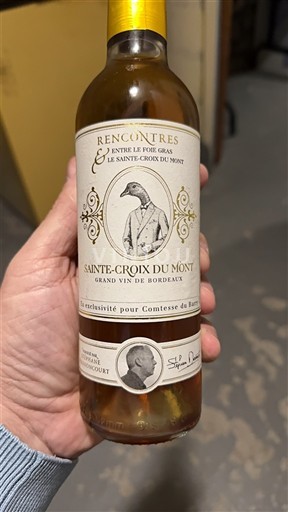 RENCONTRES
& ENTRE LE FOIE GRAS
LE SAINTE-CROIX DU MONT
SAINTE-CROIX DU MONT
GRAND VIN DE BORDEAUX
exclusivité pour Comtesse du Barry